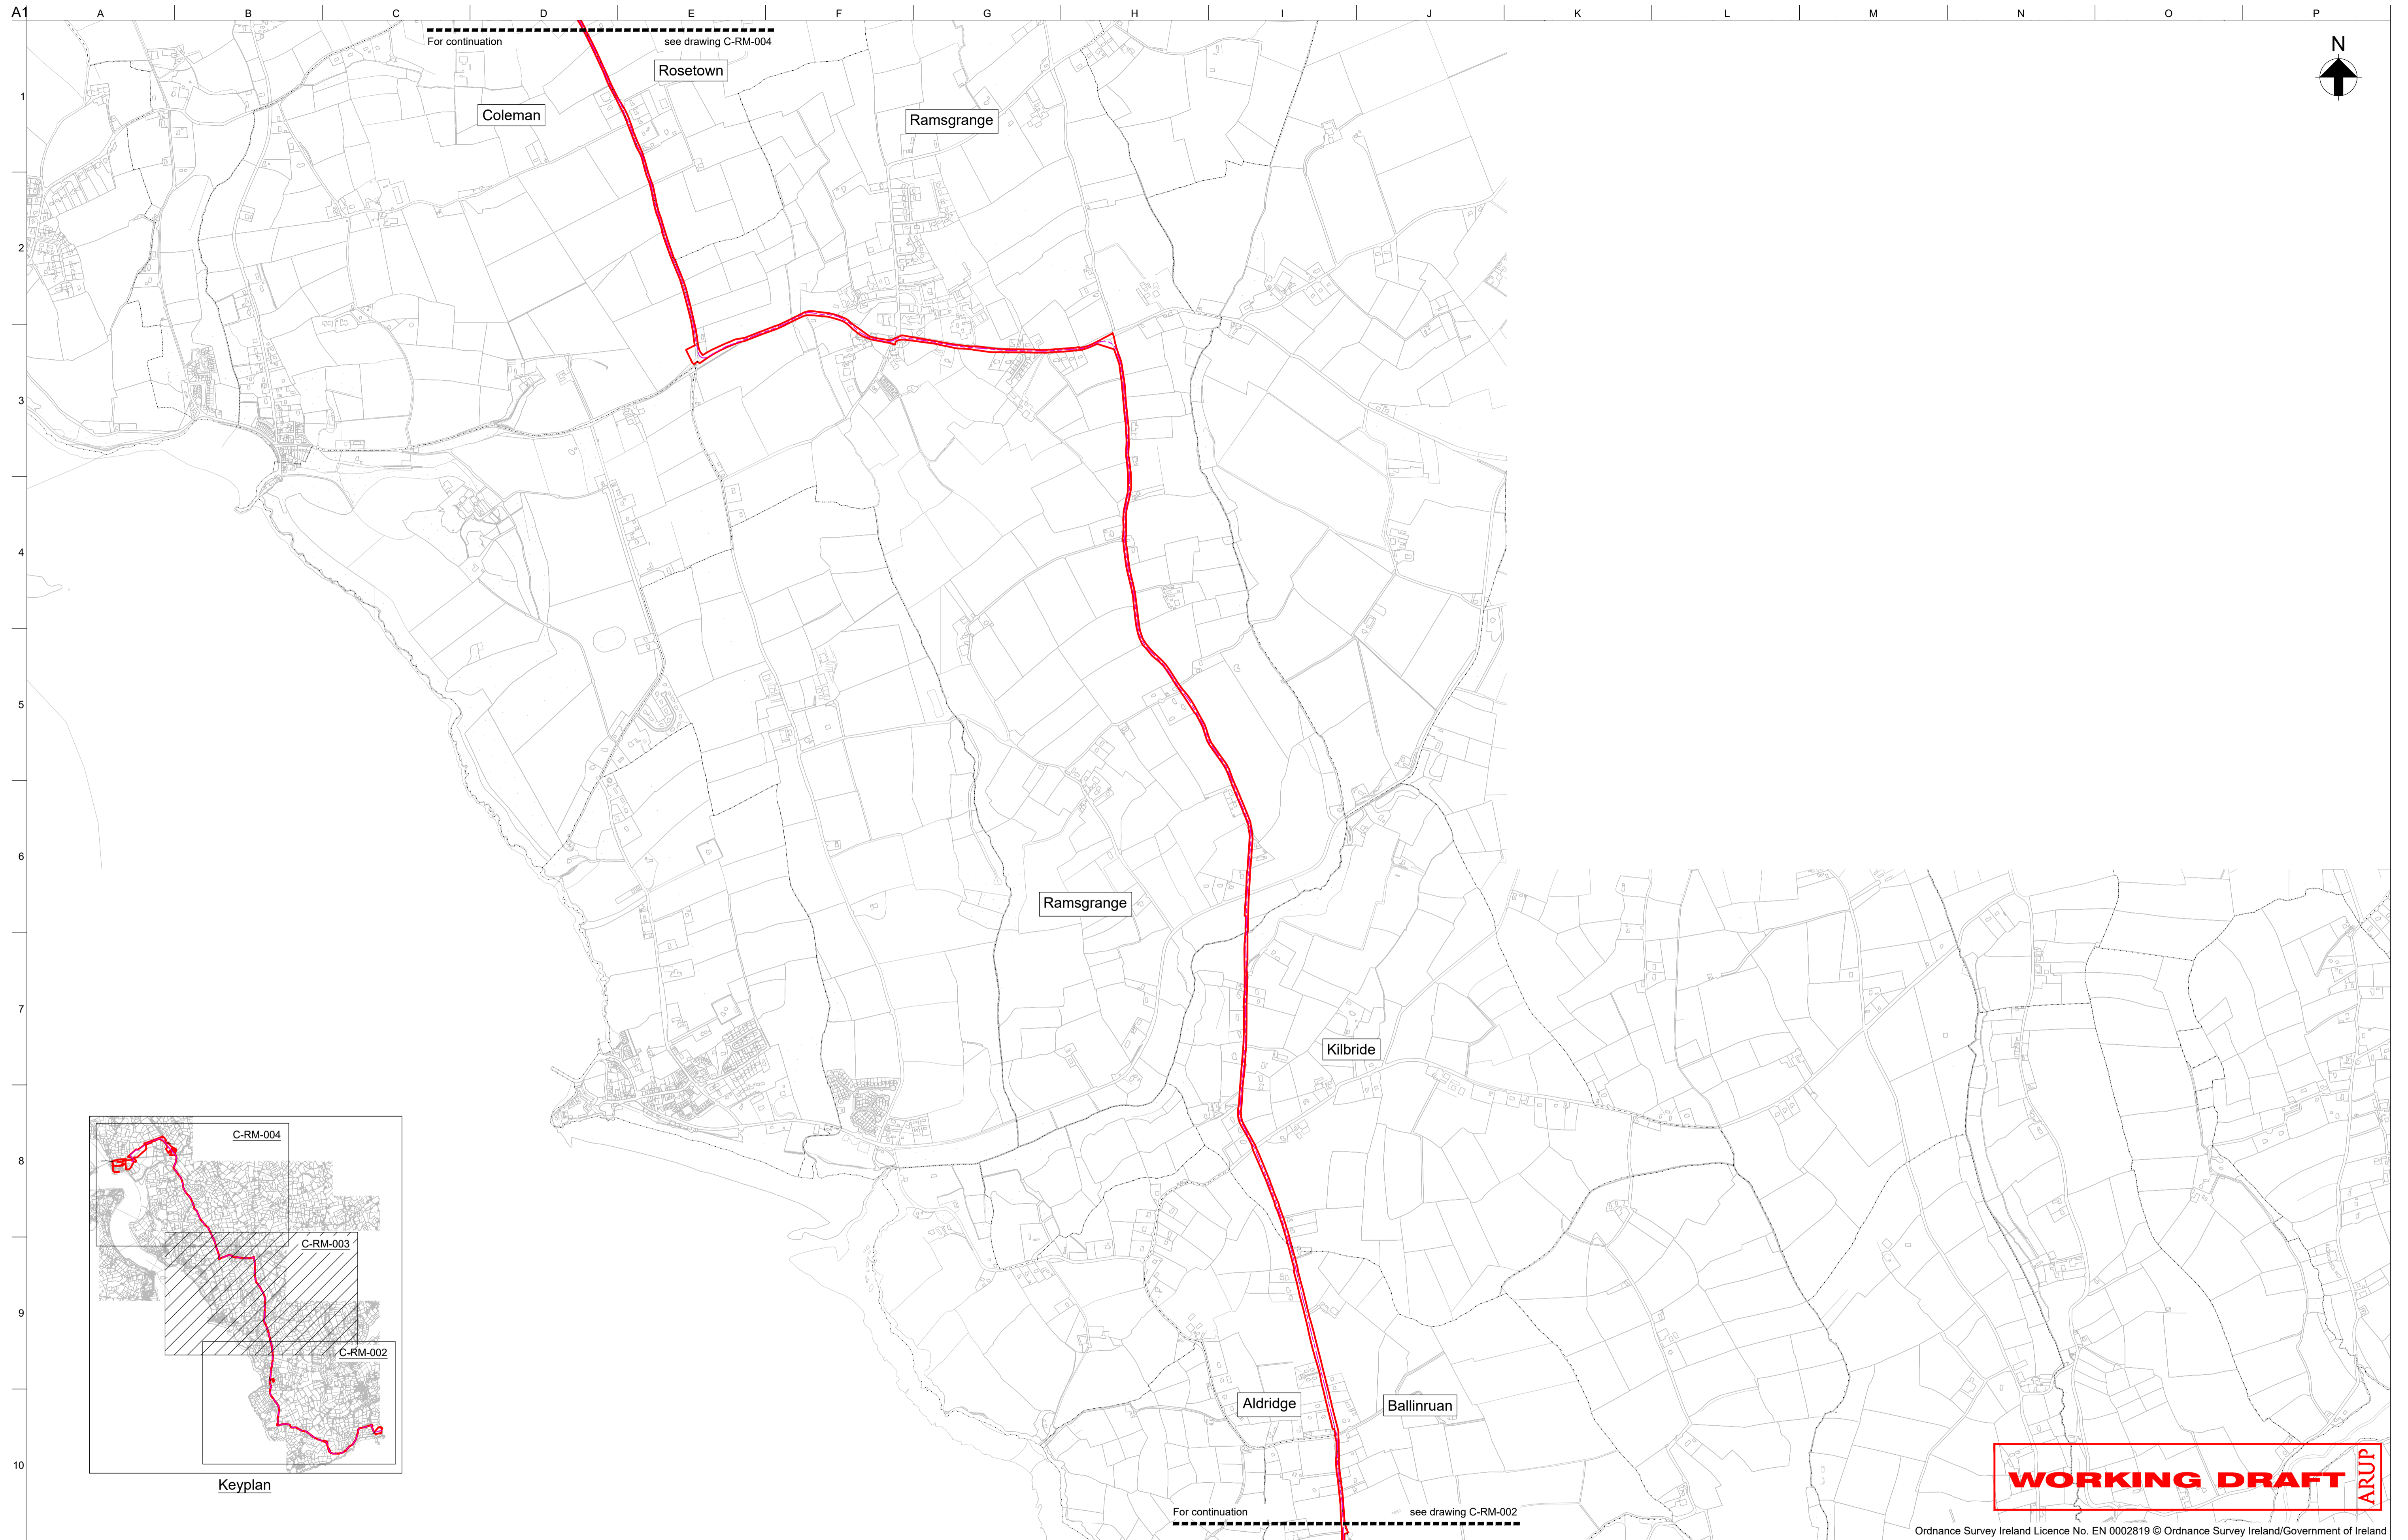 A1
A B C D E F G H I J K L M N O P
For continuation see drawing C-RM-004
N
Rosetown
1
Coleman
Ramsgrange
2
3
4
5
6
Ramsgrange
7
Kilbride
C-RM-004
8
C-RM-003
9
C-RM-002
Aldridge
Ballinruan
10
Keyplan
WORKING DRAFT
ARUP
For continuation see drawing C-RM-002
Ordnance Survey Ireland Licence No. EN 0002819 © Ordnance Survey Ireland/Government of Ireland